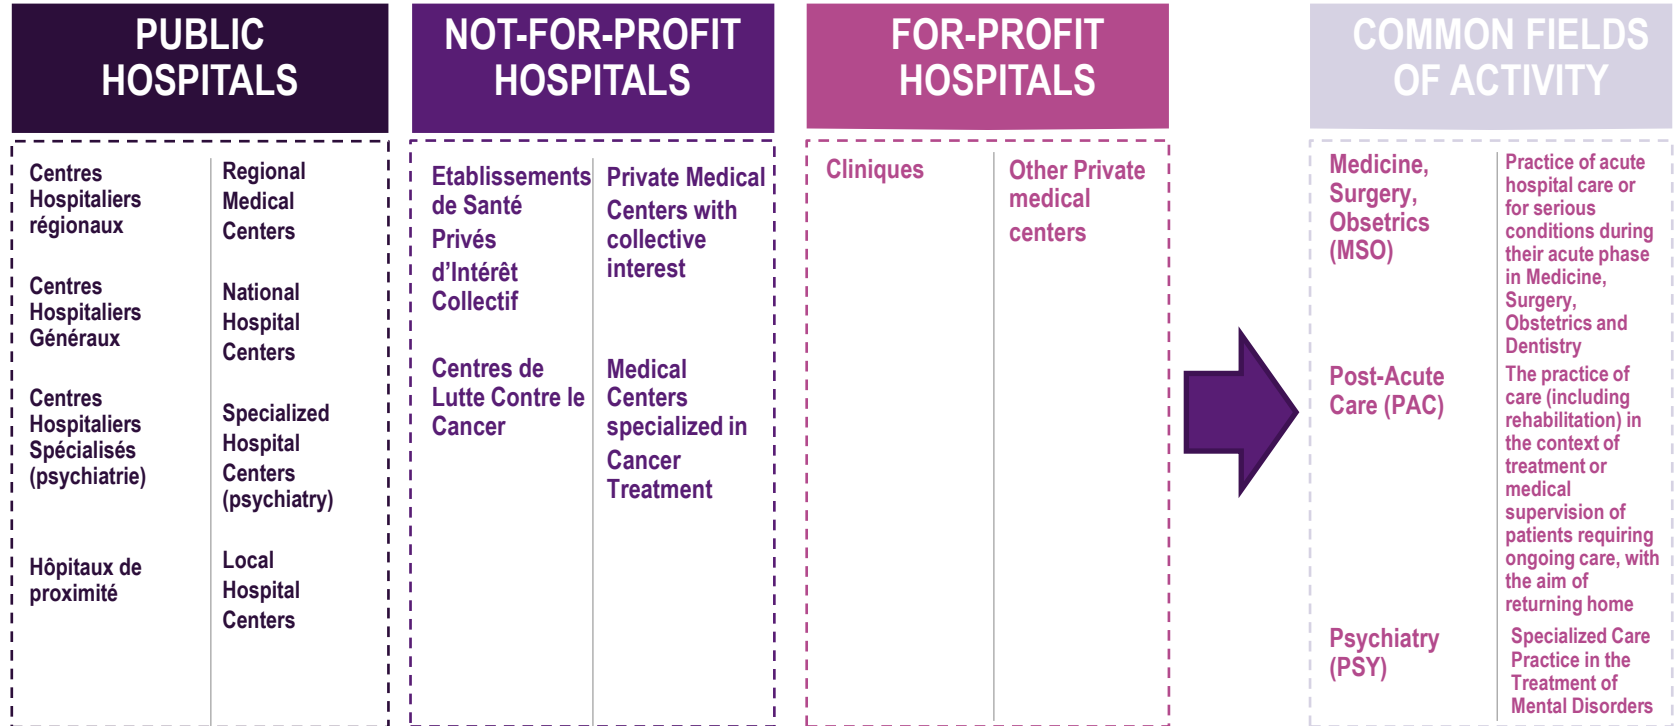 PUBLIC
HOSPITALS
Centres
Hospitaliers
régionaux
Regional
Medical
Centers
Centres
Hospitaliers
Généraux
National
Hospital
Centers
Centres
Hospitaliers
Spécialisés
(psychiatrie)
Specialized
Hospital
Centers
(psychiatry)
Hôpitaux de
proximité
Local
Hospital
Centers
NOT-FOR-PROFIT
HOSPITALS
Etablissements
de Santé
Privés
d’Intérêt
Collectif
Private Medical
Centers with
collective
interest
Centres de
Lutte Contre le
Cancer
Medical
Centers
specialized in
Cancer
Treatment
FOR-PROFIT
HOSPITALS
Cliniques
Other Private
medical
centers
COMMON FIELDS
OF ACTIVITY
Medicine,
Surgery,
Obsetrics
(MSO)
Practice of acute
hospital care or
for serious
conditions during
their acute phase
in Medicine,
Surgery,
Obstetrics and
Dentistry
Post-Acute
Care (PAC)
The practice of
care (including
rehabilitation) in
the context of
treatment or
medical
supervision of
patients requiring
ongoing care, with
the aim of
returning home
Psychiatry
(PSY)
Specialized Care
Practice in the
Treatment of
Mental Disorders